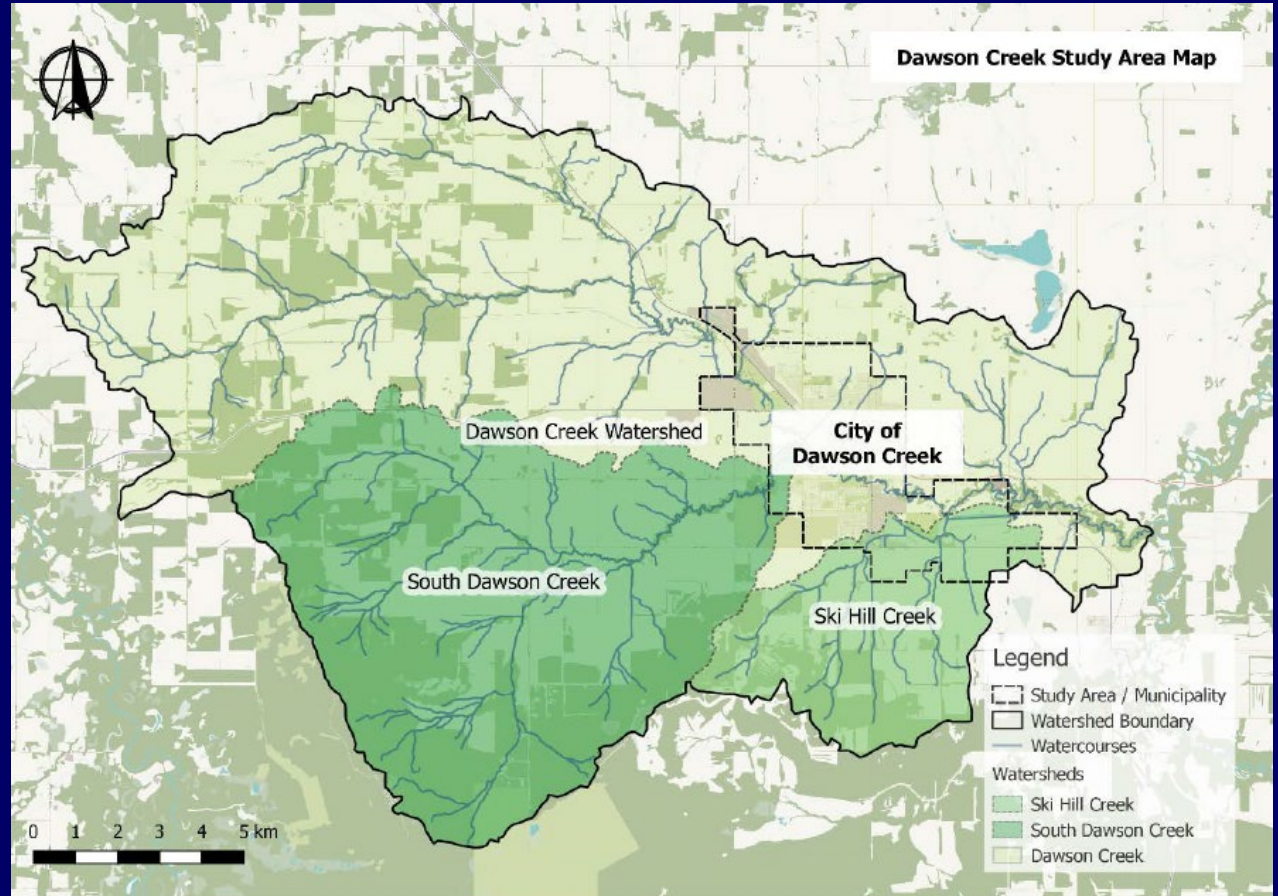 Dawson Creek Study Area Map
Dawson Creek Watershed
City of
Dawson Creek
South Dawson Creek
Ski Hill Creek
Legend
Study Area / Municipality
Watershed Boundary
Watercourses
Watersheds
Ski Hill Creek
South Dawson Creek
Dawson Creek
0 1 2 3 4 5 km